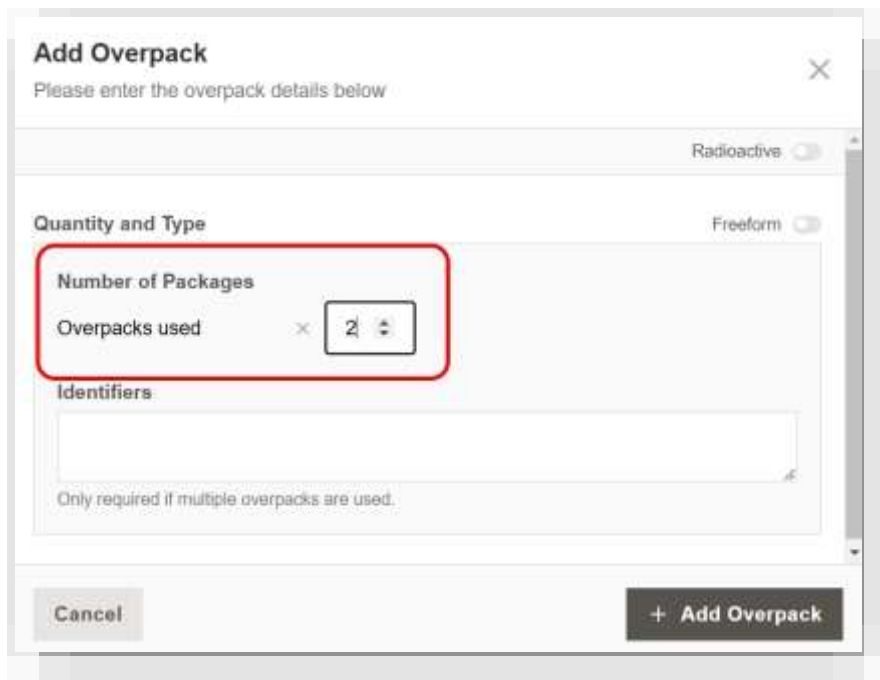 Add Overpack
Please enter the overpack details below
Radioactive
Quantity and Type
Freeform
Number of Packages
Overpacks used × 2
Identifiers
Only required if multiple overpacks are used.
Cancel
+ Add Overpack